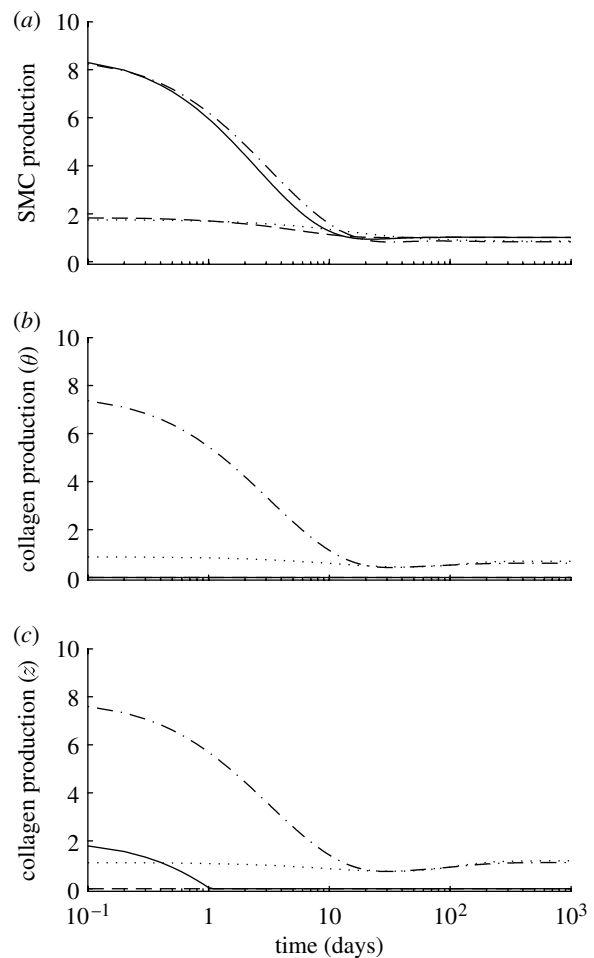 (a)
SMC production
10
8
6
4
2
0
(b)
collagen production (θ)
10
8
6
4
2
0
(c)
collagen production (z)
10
8
6
4
2
0
10⁻¹ 1 10 10² 10³
time (days)